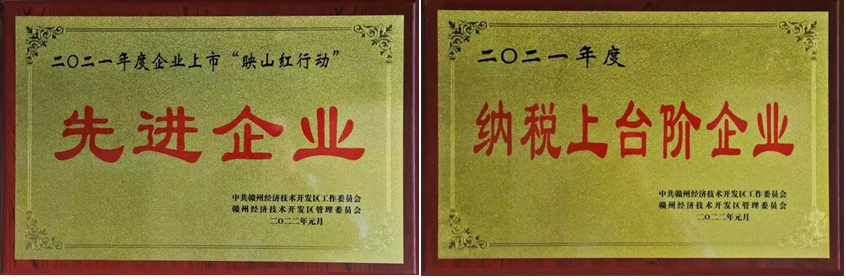 二〇二一年度企业上市“映山红行动”
先进企业
中共赣州经济技术开发区工作委员会
赣州经济技术开发区管理委员会
二〇二二年元月
二〇二一年度
纳税上台阶企业
中共赣州经济技术开发区工作委员会
赣州经济技术开发区管理委员会
二〇二二年元月